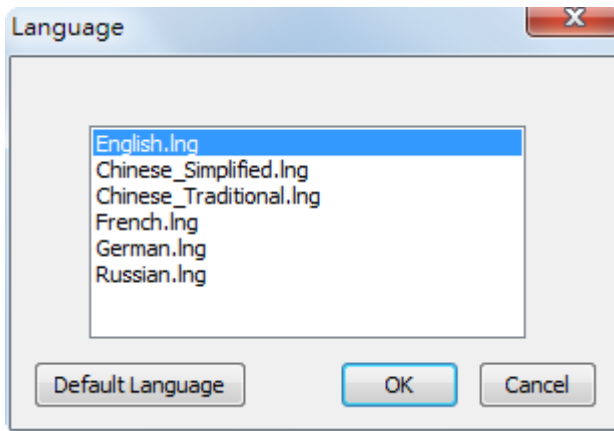 Language
English.lng
Chinese_Simplified.lng
Chinese_Traditional.lng
French.lng
German.lng
Russian.lng
Default Language OK Cancel